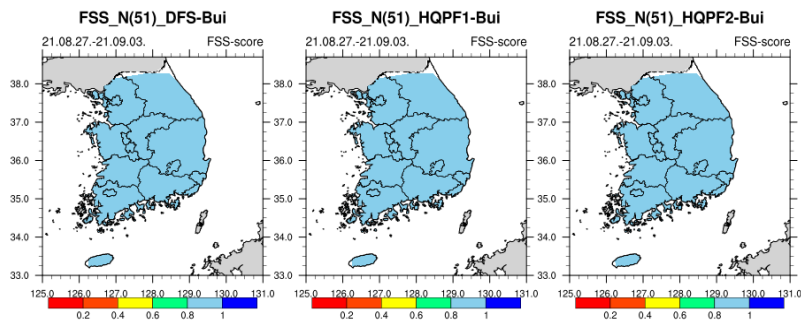 FSS_N(51)_DFS-Bui
21.08.27.-21.09.03. FSS-score
38.0
37.0
36.0
35.0
34.0
33.0
125.0 126.0 127.0 128.0 129.0 130.0 131.0
0.2 0.4 0.6 0.8 1
FSS_N(51)_HQPF1-Bui
21.08.27.-21.09.03. FSS-score
38.0
37.0
36.0
35.0
34.0
33.0
125.0 126.0 127.0 128.0 129.0 130.0 131.0
0.2 0.4 0.6 0.8 1
FSS_N(51)_HQPF2-Bui
21.08.27.-21.09.03. FSS-score
38.0
37.0
36.0
35.0
34.0
33.0
125.0 126.0 127.0 128.0 129.0 130.0 131.0
0.2 0.4 0.6 0.8 1